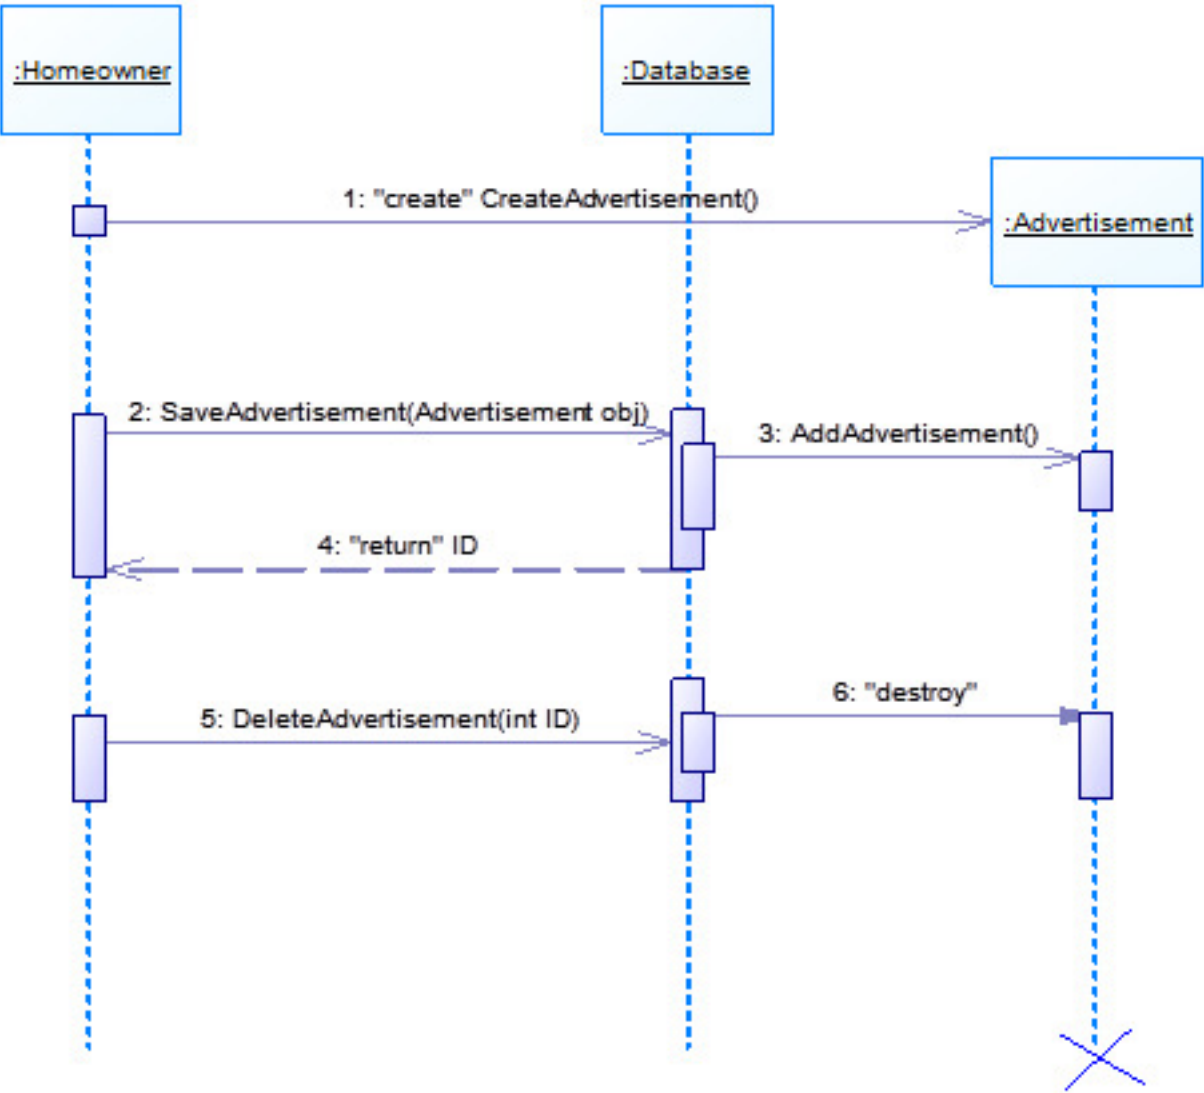 :Homeowner
:Database
:Advertisement
1: "create" CreateAdvertisement()
2: SaveAdvertisement(Advertisement obj)
3: AddAdvertisement()
4: "return" ID
5: DeleteAdvertisement(int ID)
6: "destroy"